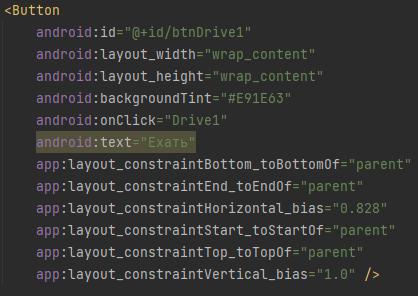 <Button
android:id="@+id/btnDrive1"
android:layout_width="wrap_content"
android:layout_height="wrap_content"
android:backgroundTint="#E91E63"
android:onClick="Drive1"
android:text="Ехать"
app:layout_constraintBottom_toBottomOf="parent"
app:layout_constraintEnd_toEndOf="parent"
app:layout_constraintHorizontal_bias="0.828"
app:layout_constraintStart_toStartOf="parent"
app:layout_constraintTop_toTopOf="parent"
app:layout_constraintVertical_bias="1.0" />